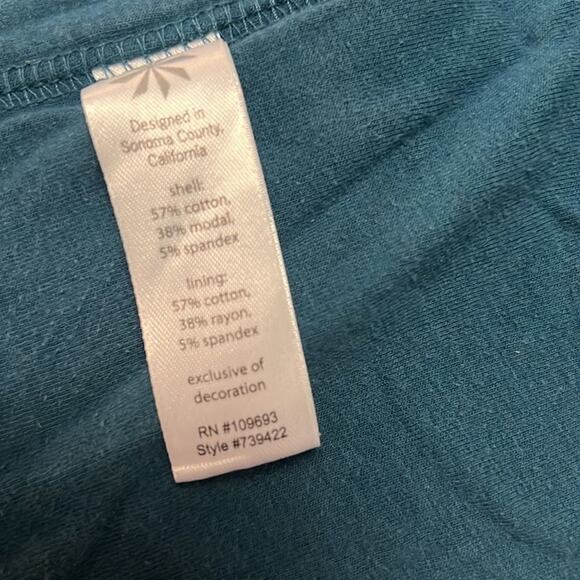 Designed in
Sonoma County,
California
shell:
57% cotton,
38% modal,
5% spandex
lining:
57% cotton,
38% rayon,
5% spandex
exclusive of
decoration
RN #109693
Style #739422